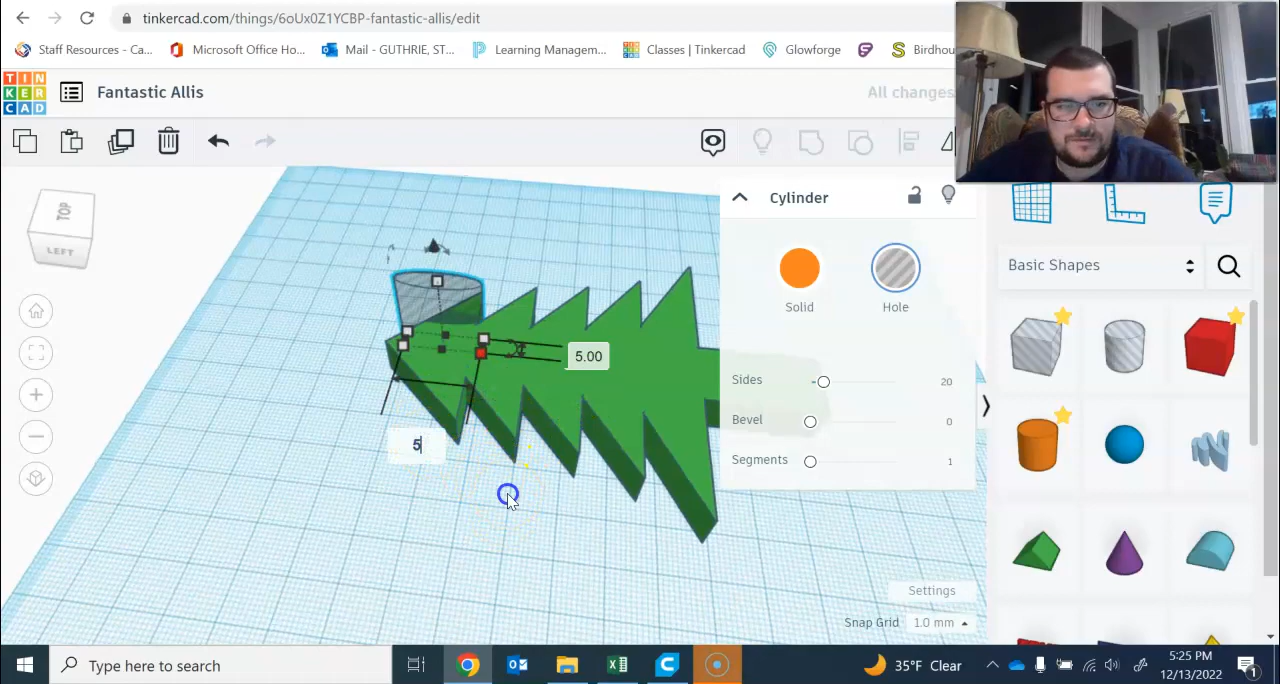 tinkercad.com/things/6oUx0Z1YCBP-fantastic-allis/edit
Staff Resources - Ca...
Microsoft Office Ho...
Mail - GUTHRIE, ST...
Learning Managem...
Classes | Tinkercad
Glowforge
Birdhou
TIN
KER
CAD
Fantastic Allis
All changes
TOP
LEFT
Cylinder
Solid
Hole
Basic Shapes
5.00
5
Sides
20
Bevel
0
Segments
1
Settings
Snap Grid
1.0 mm
Type here to search
35°F Clear
5:25 PM
12/13/2022
1